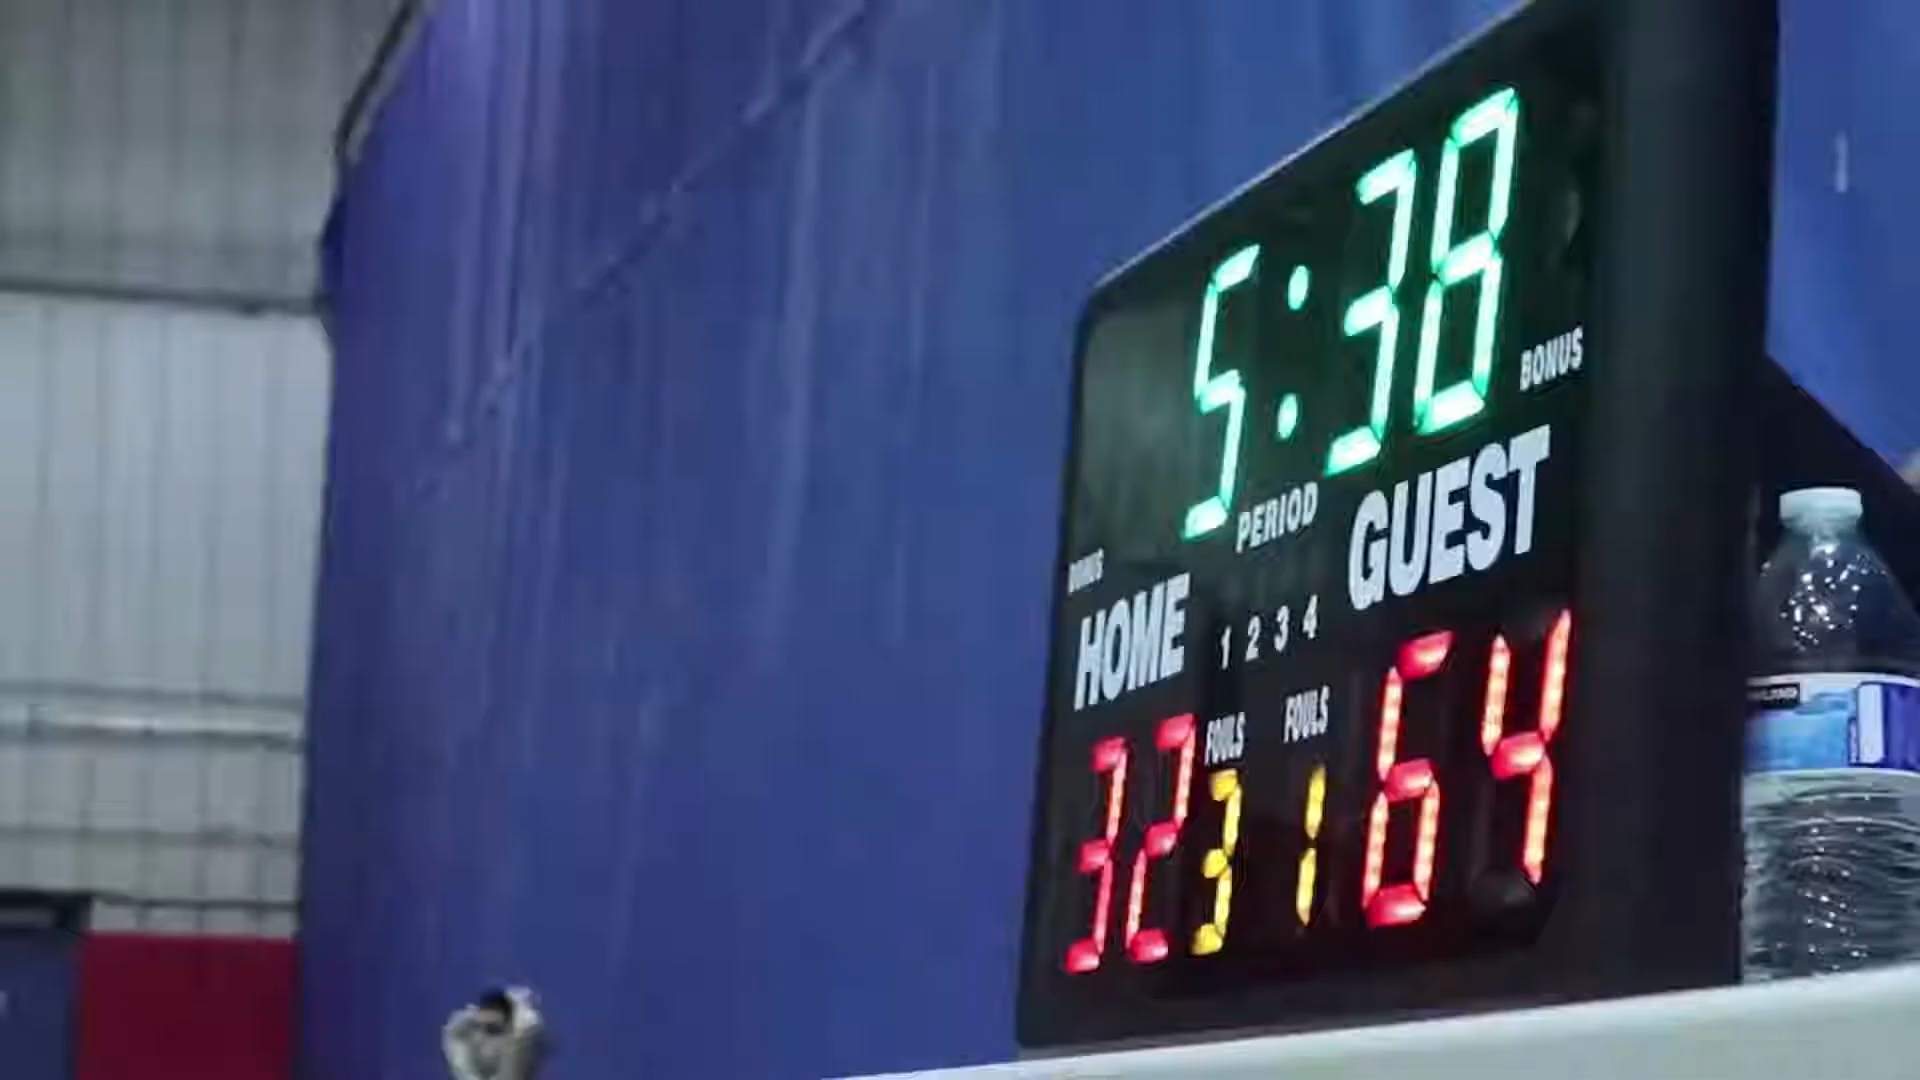 5:38
BONUS
PERIOD
BONUS
HOME
GUEST
1 2 3 4
FOULS
FOULS
32
3
1
64